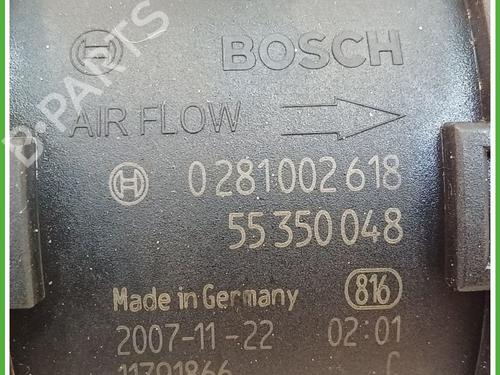 BOSCH
AIR FLOW
0 281 002 618
55 350 048
Made in Germany 816
2007-11-22 02:01
B-PARTS